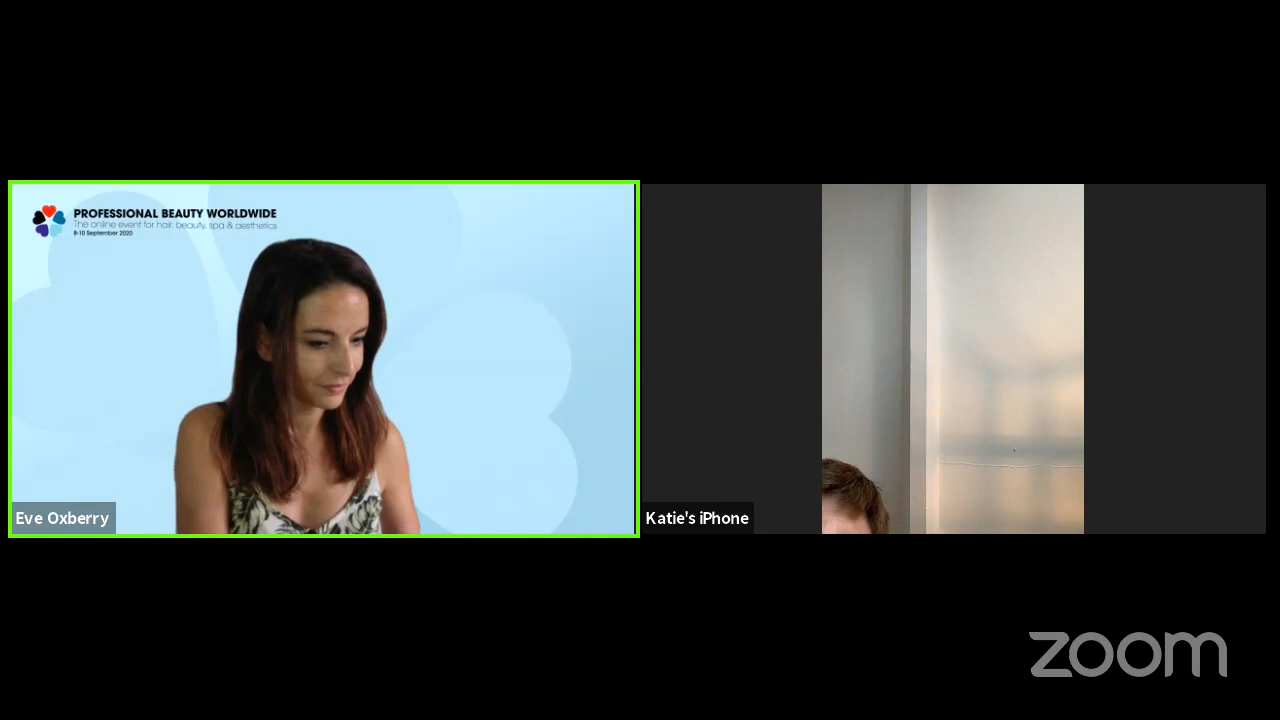 PROFESSIONAL BEAUTY WORLDWIDE
The online event for hair, beauty, spa & aesthetics
8-10 September 2020
Eve Oxberry
Katie's iPhone
zoom